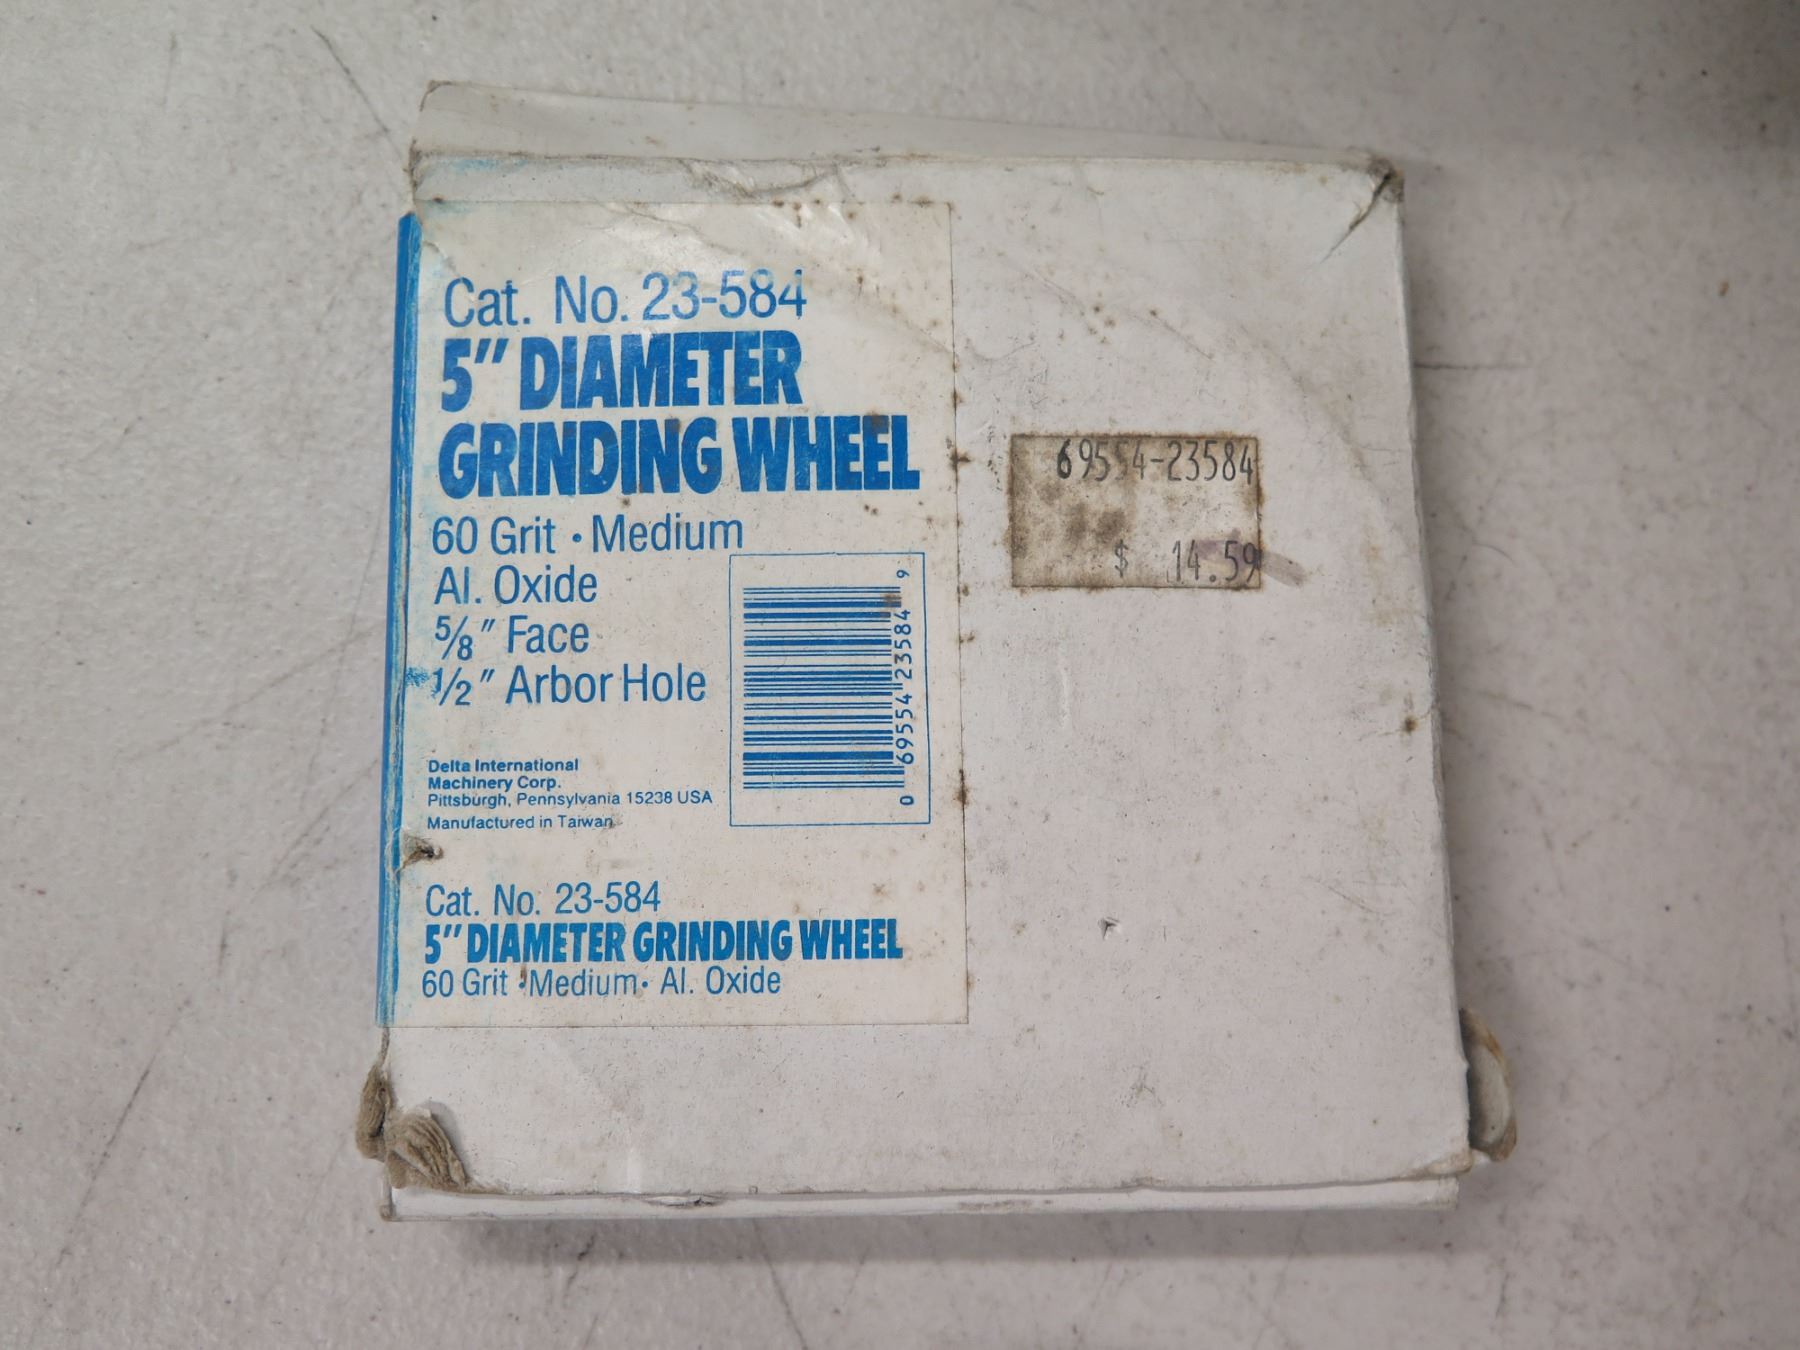 Cat. No. 23-584
5" DIAMETER
GRINDING WHEEL
60 Grit · Medium
Al. Oxide
5/8" Face
1/2" Arbor Hole
0 69554 23584 9
Delta International
Machinery Corp.
Pittsburgh, Pennsylvania 15238 USA
Manufactured in Taiwan
Cat. No. 23-584
5" DIAMETER GRINDING WHEEL
60 Grit · Medium · Al. Oxide
69554-23584
$ 14.59